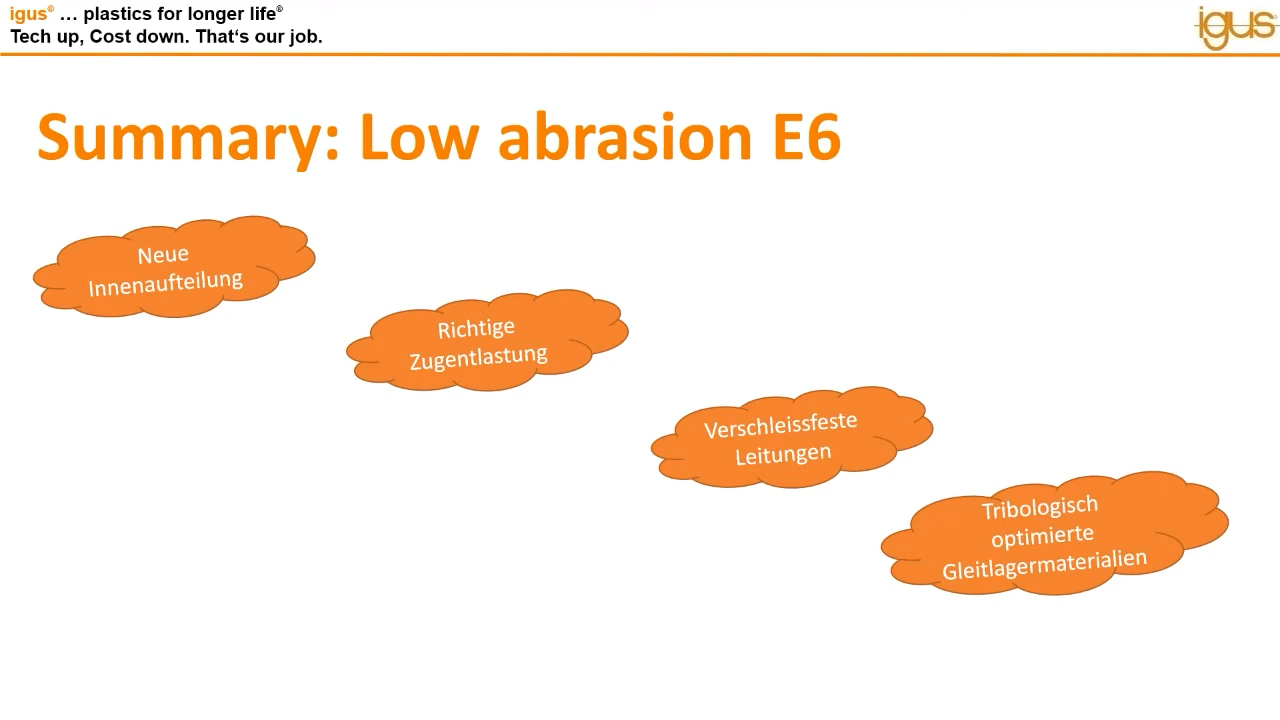 igus® … plastics for longer life®
Tech up, Cost down. That‘s our job.
igus
Summary: Low abrasion E6
Neue
Innenaufteilung
Richtige
Zugentlastung
Verschleissfeste
Leitungen
Tribologisch
optimierte
Gleitlagermaterialien